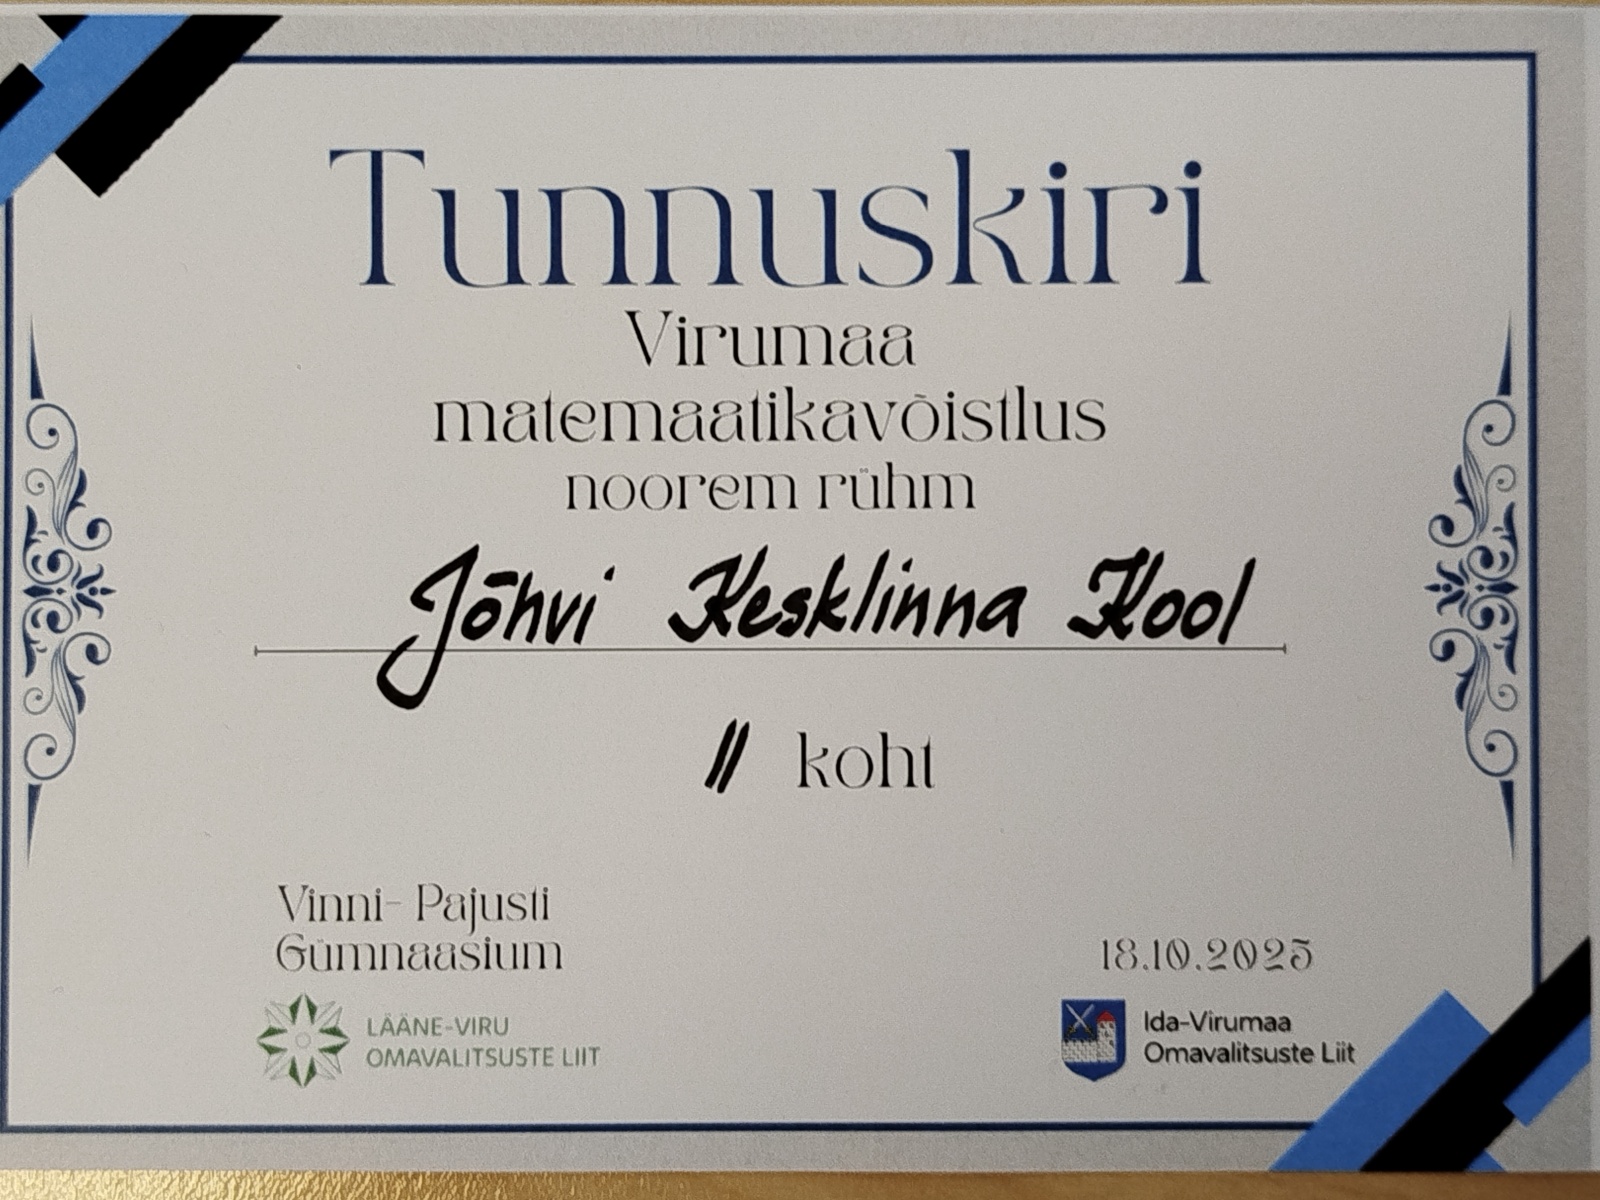 Tunnuskiri
Virumaa
matemaatikavõistlus
noorem rühm
Jõhvi Kesklinna Kool
II koht
Vinni- Pajusti
Gümnaasium
18.10.2025
LÄÄNE-VIRU
OMAVALITSUSTE LIIT
Ida-Virumaa
Omavalitsuste Liit